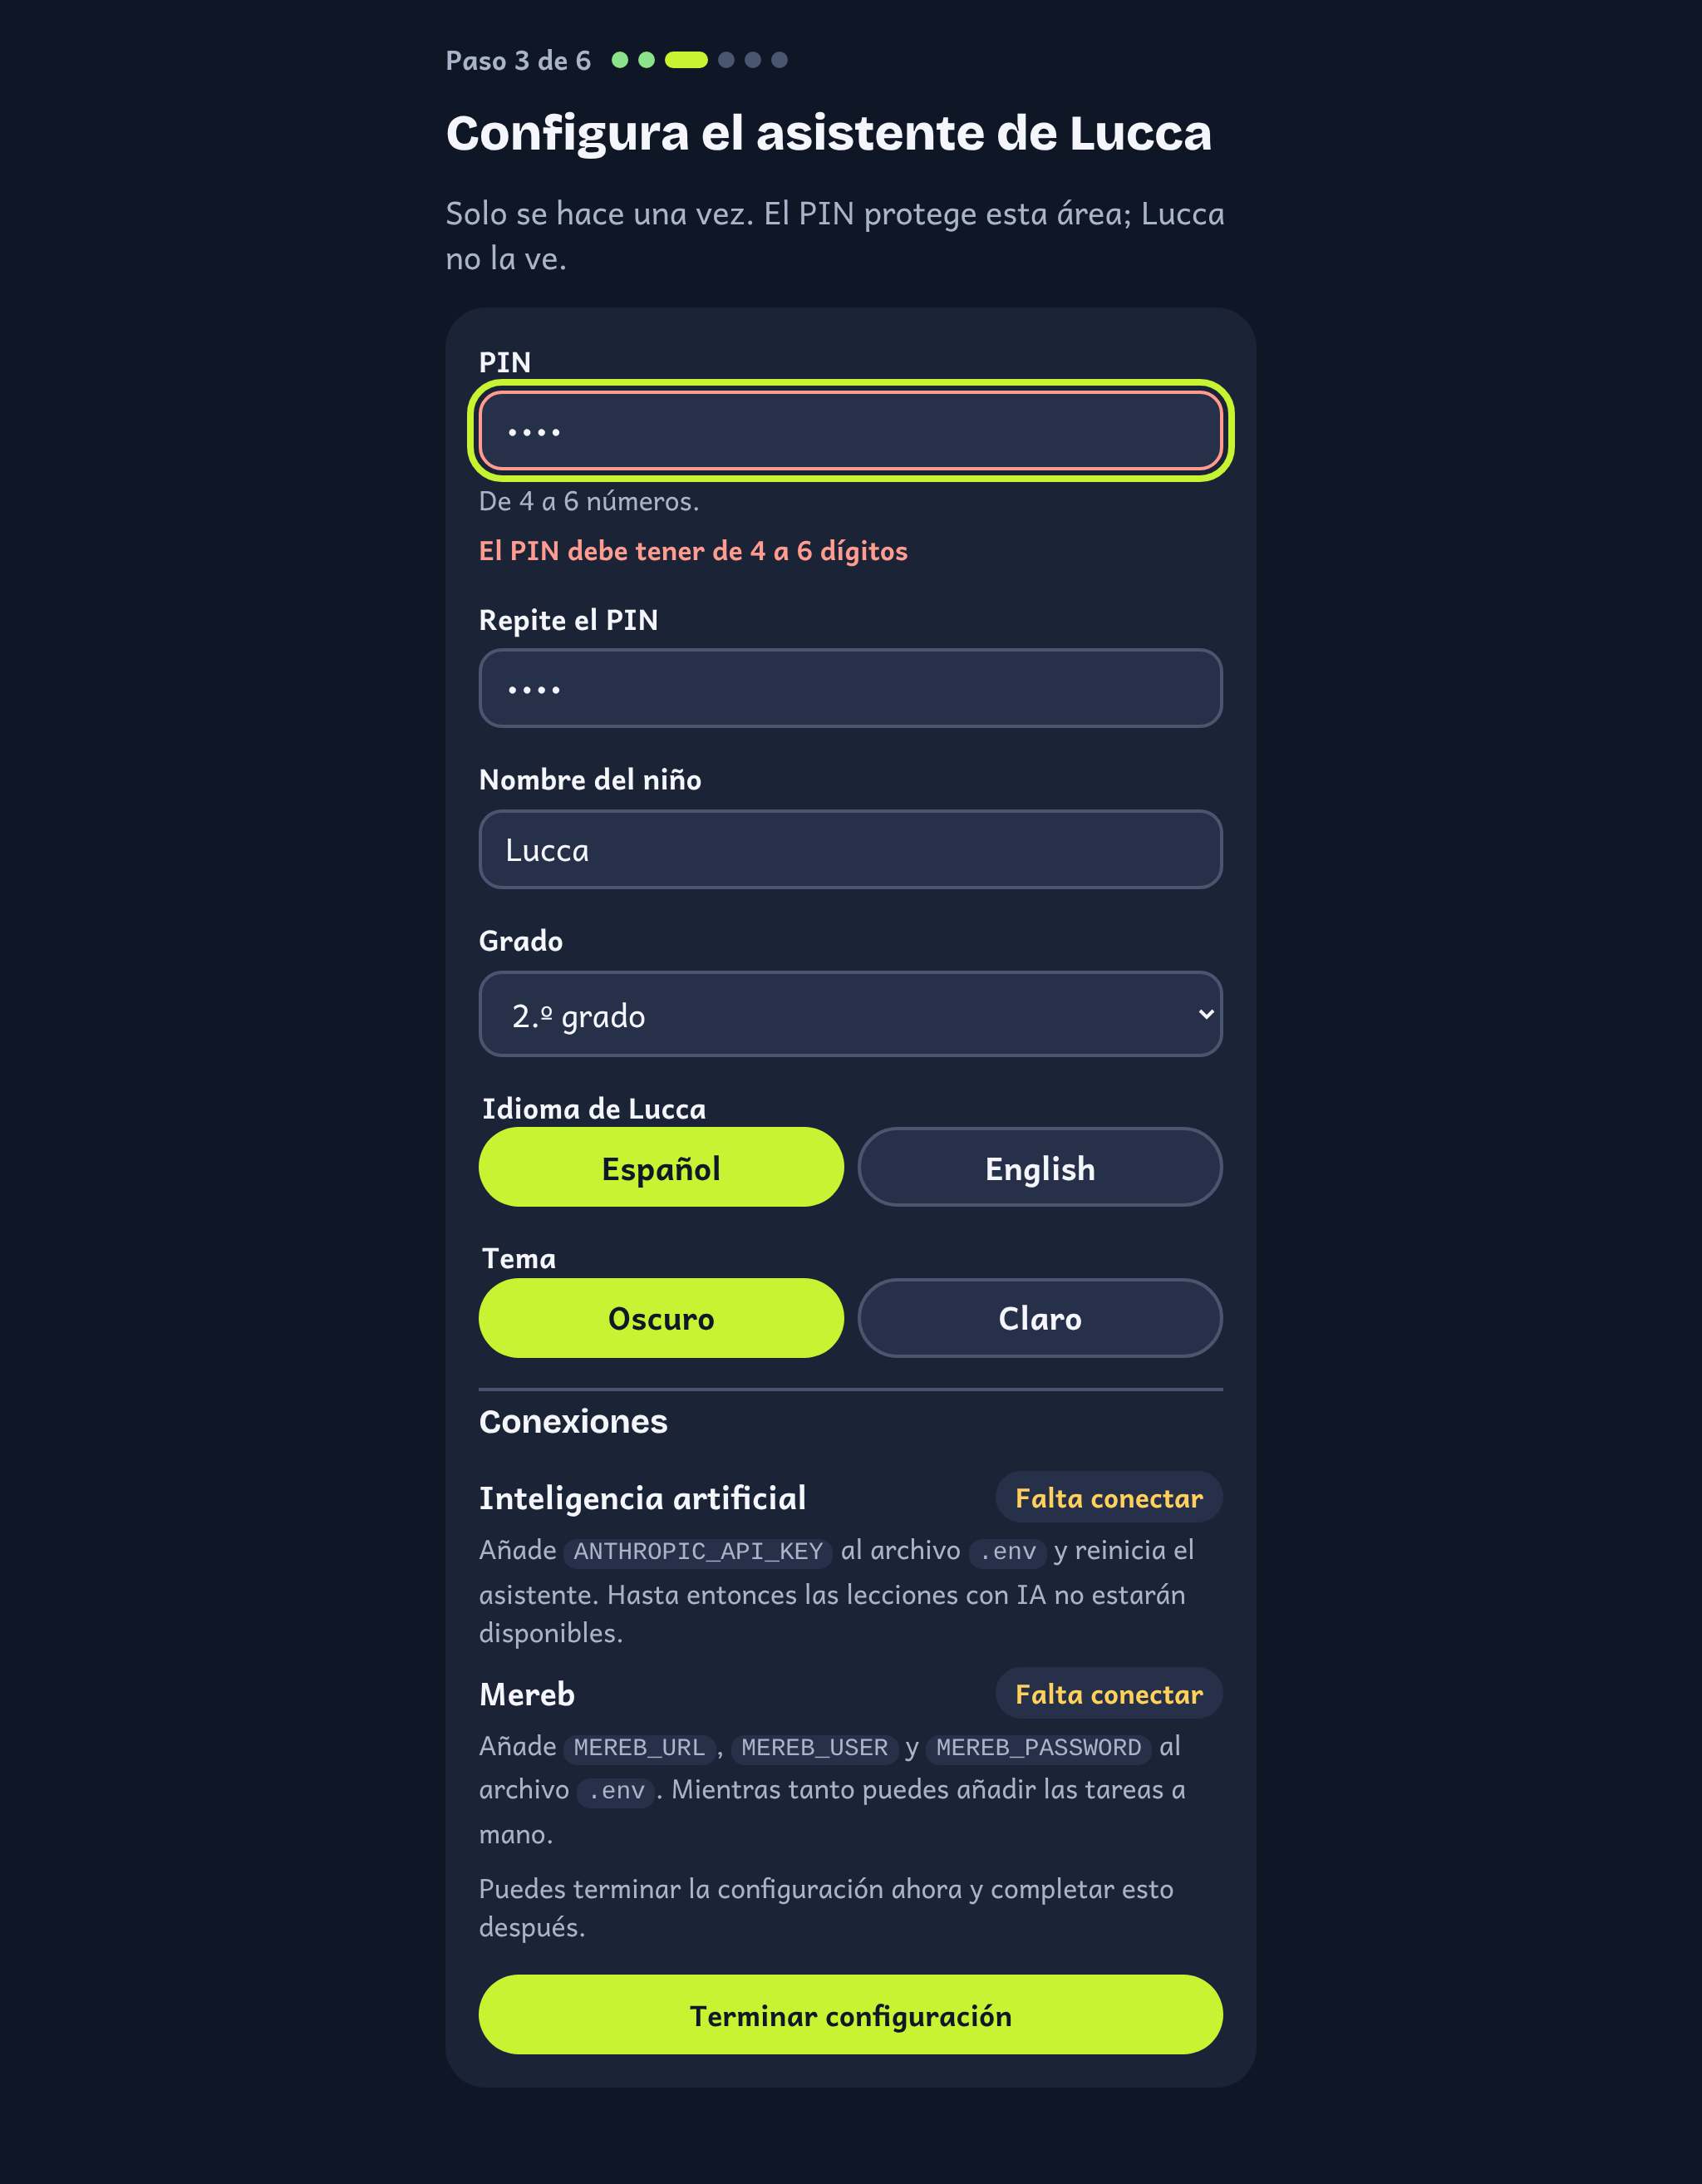 Paso 3 de 6
Configura el asistente de Lucca
Solo se hace una vez. El PIN protege esta área; Lucca
no la ve.
PIN
••••
De 4 a 6 números.
El PIN debe tener de 4 a 6 dígitos
Repite el PIN
••••
Nombre del niño
Lucca
Grado
2.º grado
Idioma de Lucca
Español English
Tema
Oscuro Claro
Conexiones
Inteligencia artificial Falta conectar
Añade ANTHROPIC_API_KEY al archivo .env y reinicia el
asistente. Hasta entonces las lecciones con IA no estarán
disponibles.
Mereb Falta conectar
Añade MEREB_URL, MEREB_USER y MEREB_PASSWORD al
archivo .env. Mientras tanto puedes añadir las tareas a
mano.
Puedes terminar la configuración ahora y completar esto
después.
Terminar configuración